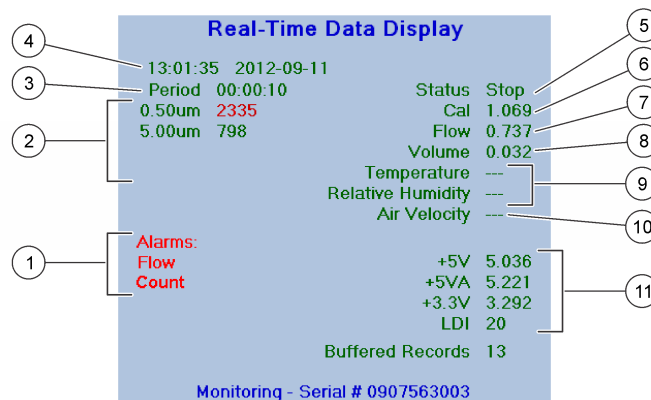 Real-Time Data Display
4 13:01:35 2012-09-11 5
3 Period 00:00:10 Status Stop 6
2 0.50um 2335 Cal 1.069 7
5.00um 798 Flow 0.737 8
Volume 0.032
Temperature --- 9
Relative Humidity ---
Air Velocity --- 10
1 Alarms:
Flow +5V 5.036 11
Count +5VA 5.221
+3.3V 3.292
LDI 20
Buffered Records 13
Monitoring - Serial # 0907563003